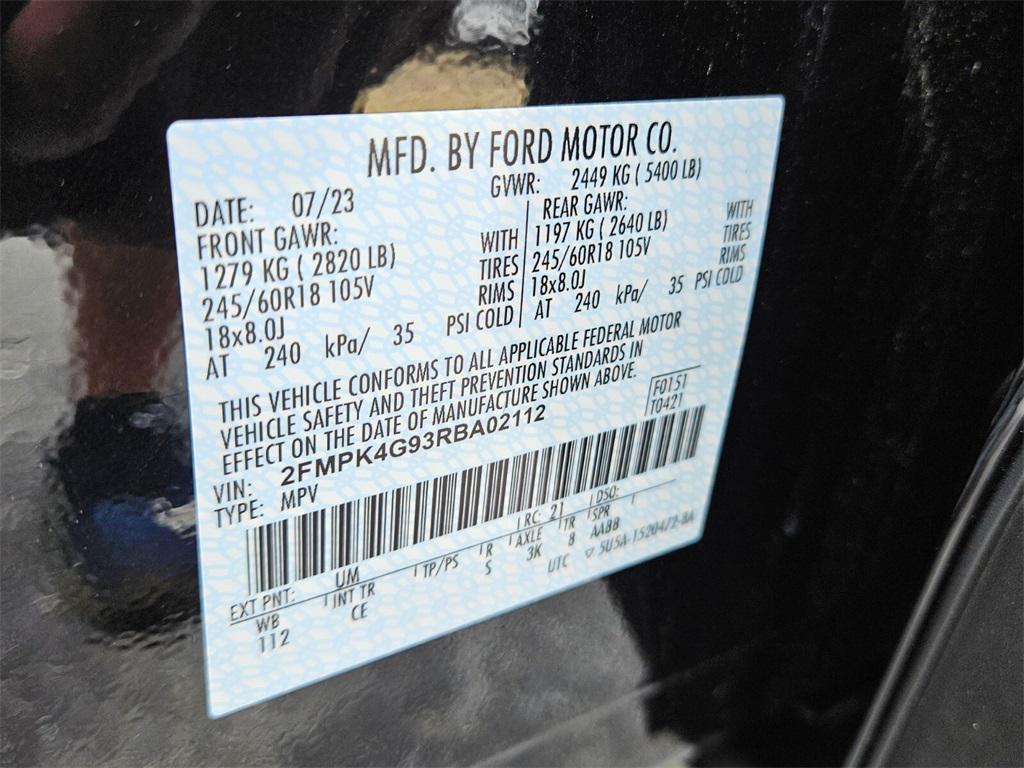 MFD. BY FORD MOTOR CO.
DATE: 07/23 GVWR: 2449 KG ( 5400 LB)
FRONT GAWR:
1279 KG ( 2820 LB) WITH
245/60R18 105V TIRES
18x8.0J RIMS
AT 240 kPa/ 35 PSI COLD
REAR GAWR:
1197 KG ( 2640 LB) WITH
245/60R18 105V TIRES
18x8.0J RIMS
AT 240 kPa/ 35 PSI COLD
THIS VEHICLE CONFORMS TO ALL APPLICABLE FEDERAL MOTOR
VEHICLE SAFETY AND THEFT PREVENTION STANDARDS IN
EFFECT ON THE DATE OF MANUFACTURE SHOWN ABOVE.
F0151
T0421
VIN: 2FMPK4G93RBA02112
TYPE: MPV
EXT PNT: UM RC: 21 DSO:
WB INT TR TP/PS R AXLE TR SPR
112 CE S 3K 8 AABB
UTC